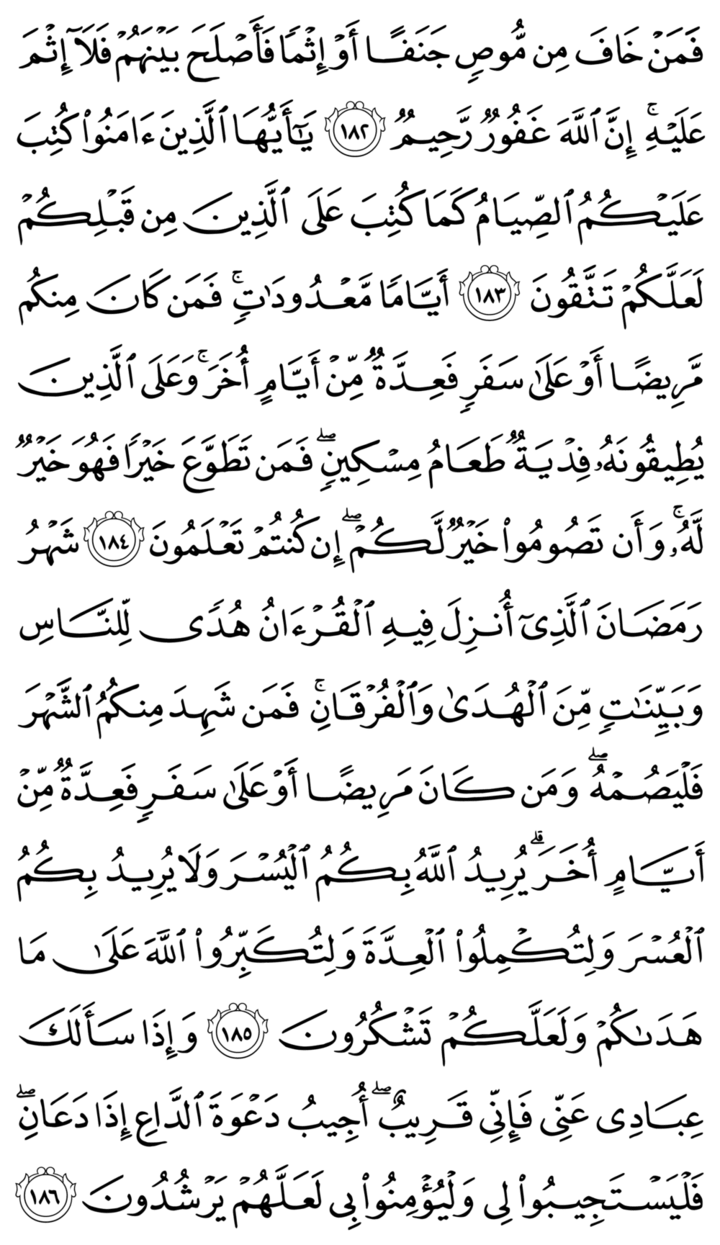 فَمَنْ خَافَ مِن مُّوصٍ جَنَفًا أَوْ إِثْمًا فَأَصْلَحَ بَيْنَهُمْ فَلَآ إِثْمَ
عَلَيْهِ ۚ إِنَّ ٱللَّهَ غَفُورٌ رَّحِيمٌ ١٨٢ يَـٰٓأَيُّهَا ٱلَّذِينَ ءَامَنُوا۟ كُتِبَ
عَلَيْكُمُ ٱلصِّيَامُ كَمَا كُتِبَ عَلَى ٱلَّذِينَ مِن قَبْلِكُمْ
لَعَلَّكُمْ تَتَّقُونَ ١٨٣ أَيَّامًا مَّعْدُودَٰتٍ ۚ فَمَن كَانَ مِنكُم
مَّرِيضًا أَوْ عَلَىٰ سَفَرٍ فَعِدَّةٌ مِّنْ أَيَّامٍ أُخَرَ ۚ وَعَلَى ٱلَّذِينَ
يُطِيقُونَهُۥ فِدْيَةٌ طَعَامُ مِسْكِينٍ ۖ فَمَن تَطَوَّعَ خَيْرًا فَهُوَ خَيْرٌ
لَّهُۥ ۚ وَأَن تَصُومُوا۟ خَيْرٌ لَّكُمْ ۖ إِن كُنتُمْ تَعْلَمُونَ ١٨٤ شَهْرُ
رَمَضَانَ ٱلَّذِىٓ أُنزِلَ فِيهِ ٱلْقُرْءَانُ هُدًى لِّلنَّاسِ
وَبَيِّنَـٰتٍ مِّنَ ٱلْهُدَىٰ وَٱلْفُرْقَانِ ۚ فَمَن شَهِدَ مِنكُمُ ٱلشَّهْرَ
فَلْيَصُمْهُ ۖ وَمَن كَانَ مَرِيضًا أَوْ عَلَىٰ سَفَرٍ فَعِدَّةٌ مِّنْ
أَيَّامٍ أُخَرَ ۗ يُرِيدُ ٱللَّهُ بِكُمُ ٱلْيُسْرَ وَلَا يُرِيدُ بِكُمُ
ٱلْعُسْرَ وَلِتُكْمِلُوا۟ ٱلْعِدَّةَ وَلِتُكَبِّرُوا۟ ٱللَّهَ عَلَىٰ مَا
هَدَىٰكُمْ وَلَعَلَّكُمْ تَشْكُرُونَ ١٨٥ وَإِذَا سَأَلَكَ
عِبَادِى عَنِّى فَإِنِّى قَرِيبٌ ۖ أُجِيبُ دَعْوَةَ ٱلدَّاعِ إِذَا دَعَانِ ۖ
فَلْيَسْتَجِيبُوا۟ لِى وَلْيُؤْمِنُوا۟ بِى لَعَلَّهُمْ يَرْشُدُونَ ١٨٦